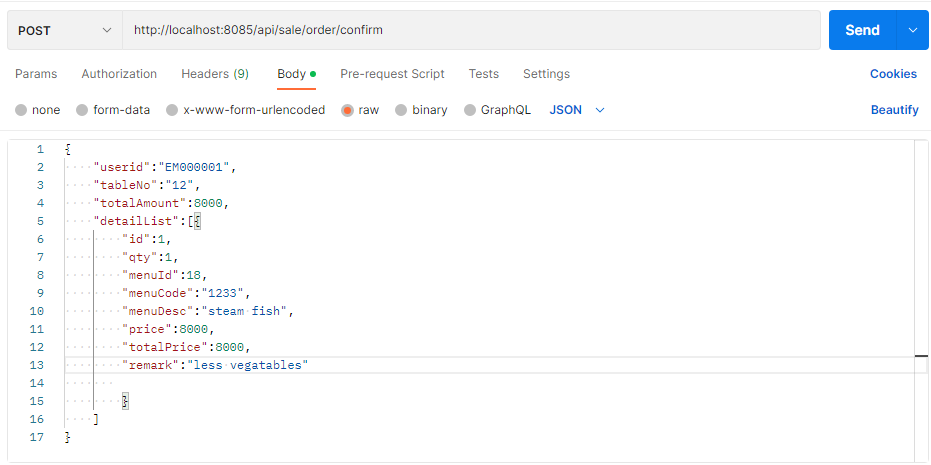 POST http://localhost:8085/api/sale/order/confirm Send
Params Authorization Headers (9) Body Pre-request Script Tests Settings Cookies
none form-data x-www-form-urlencoded raw binary GraphQL JSON Beautify
1 {
2 "userid":"EM000001",
3 "tableNo":"12",
4 "totalAmount":8000,
5 "detailList":[{
6 "id":1,
7 "qty":1,
8 "menuId":18,
9 "menuCode":"1233",
10 "menuDesc":"steam fish",
11 "price":8000,
12 "totalPrice":8000,
13 "remark":"less vegatables"
14
15 }
16 ]
17 }